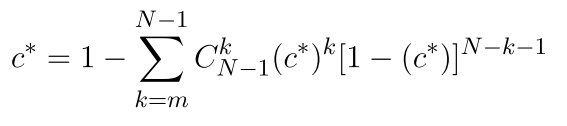 c^* = 1 - \sum_{k=m}^{N-1} C_{N-1}^{k} (c^*)^k [1 - (c^*)]^{N-k-1}